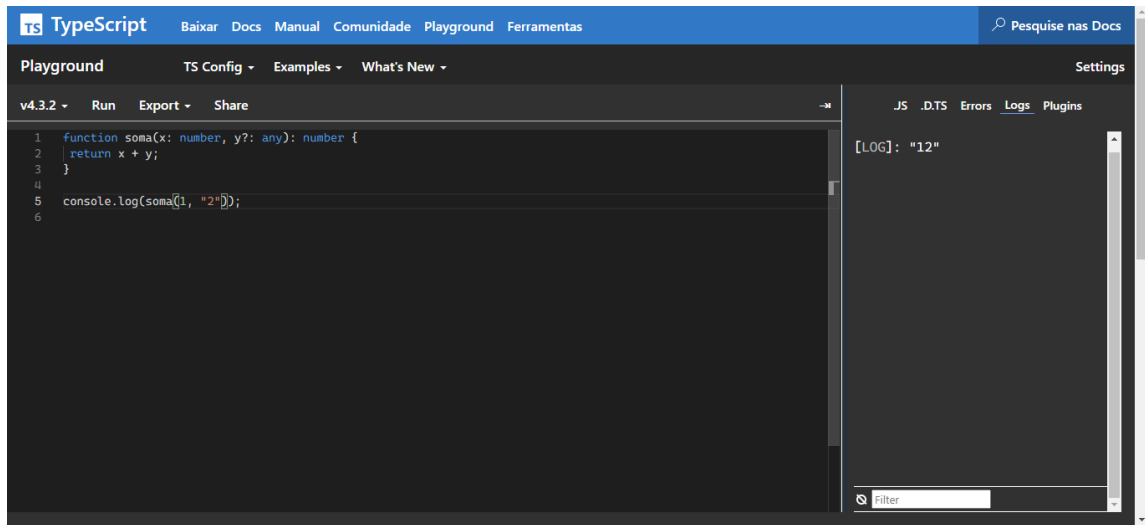 TS TypeScript Baixar Docs Manual Comunidade Playground Ferramentas Pesquise nas Docs
Playground TS Config Examples What's New Settings
v4.3.2 Run Export Share .JS .D.TS Errors Logs Plugins
1 function soma(x: number, y?: any): number {
2 return x + y;
3 }
4
5 console.log(soma(1, "2"));
6
[LOG]: "12"
Filter